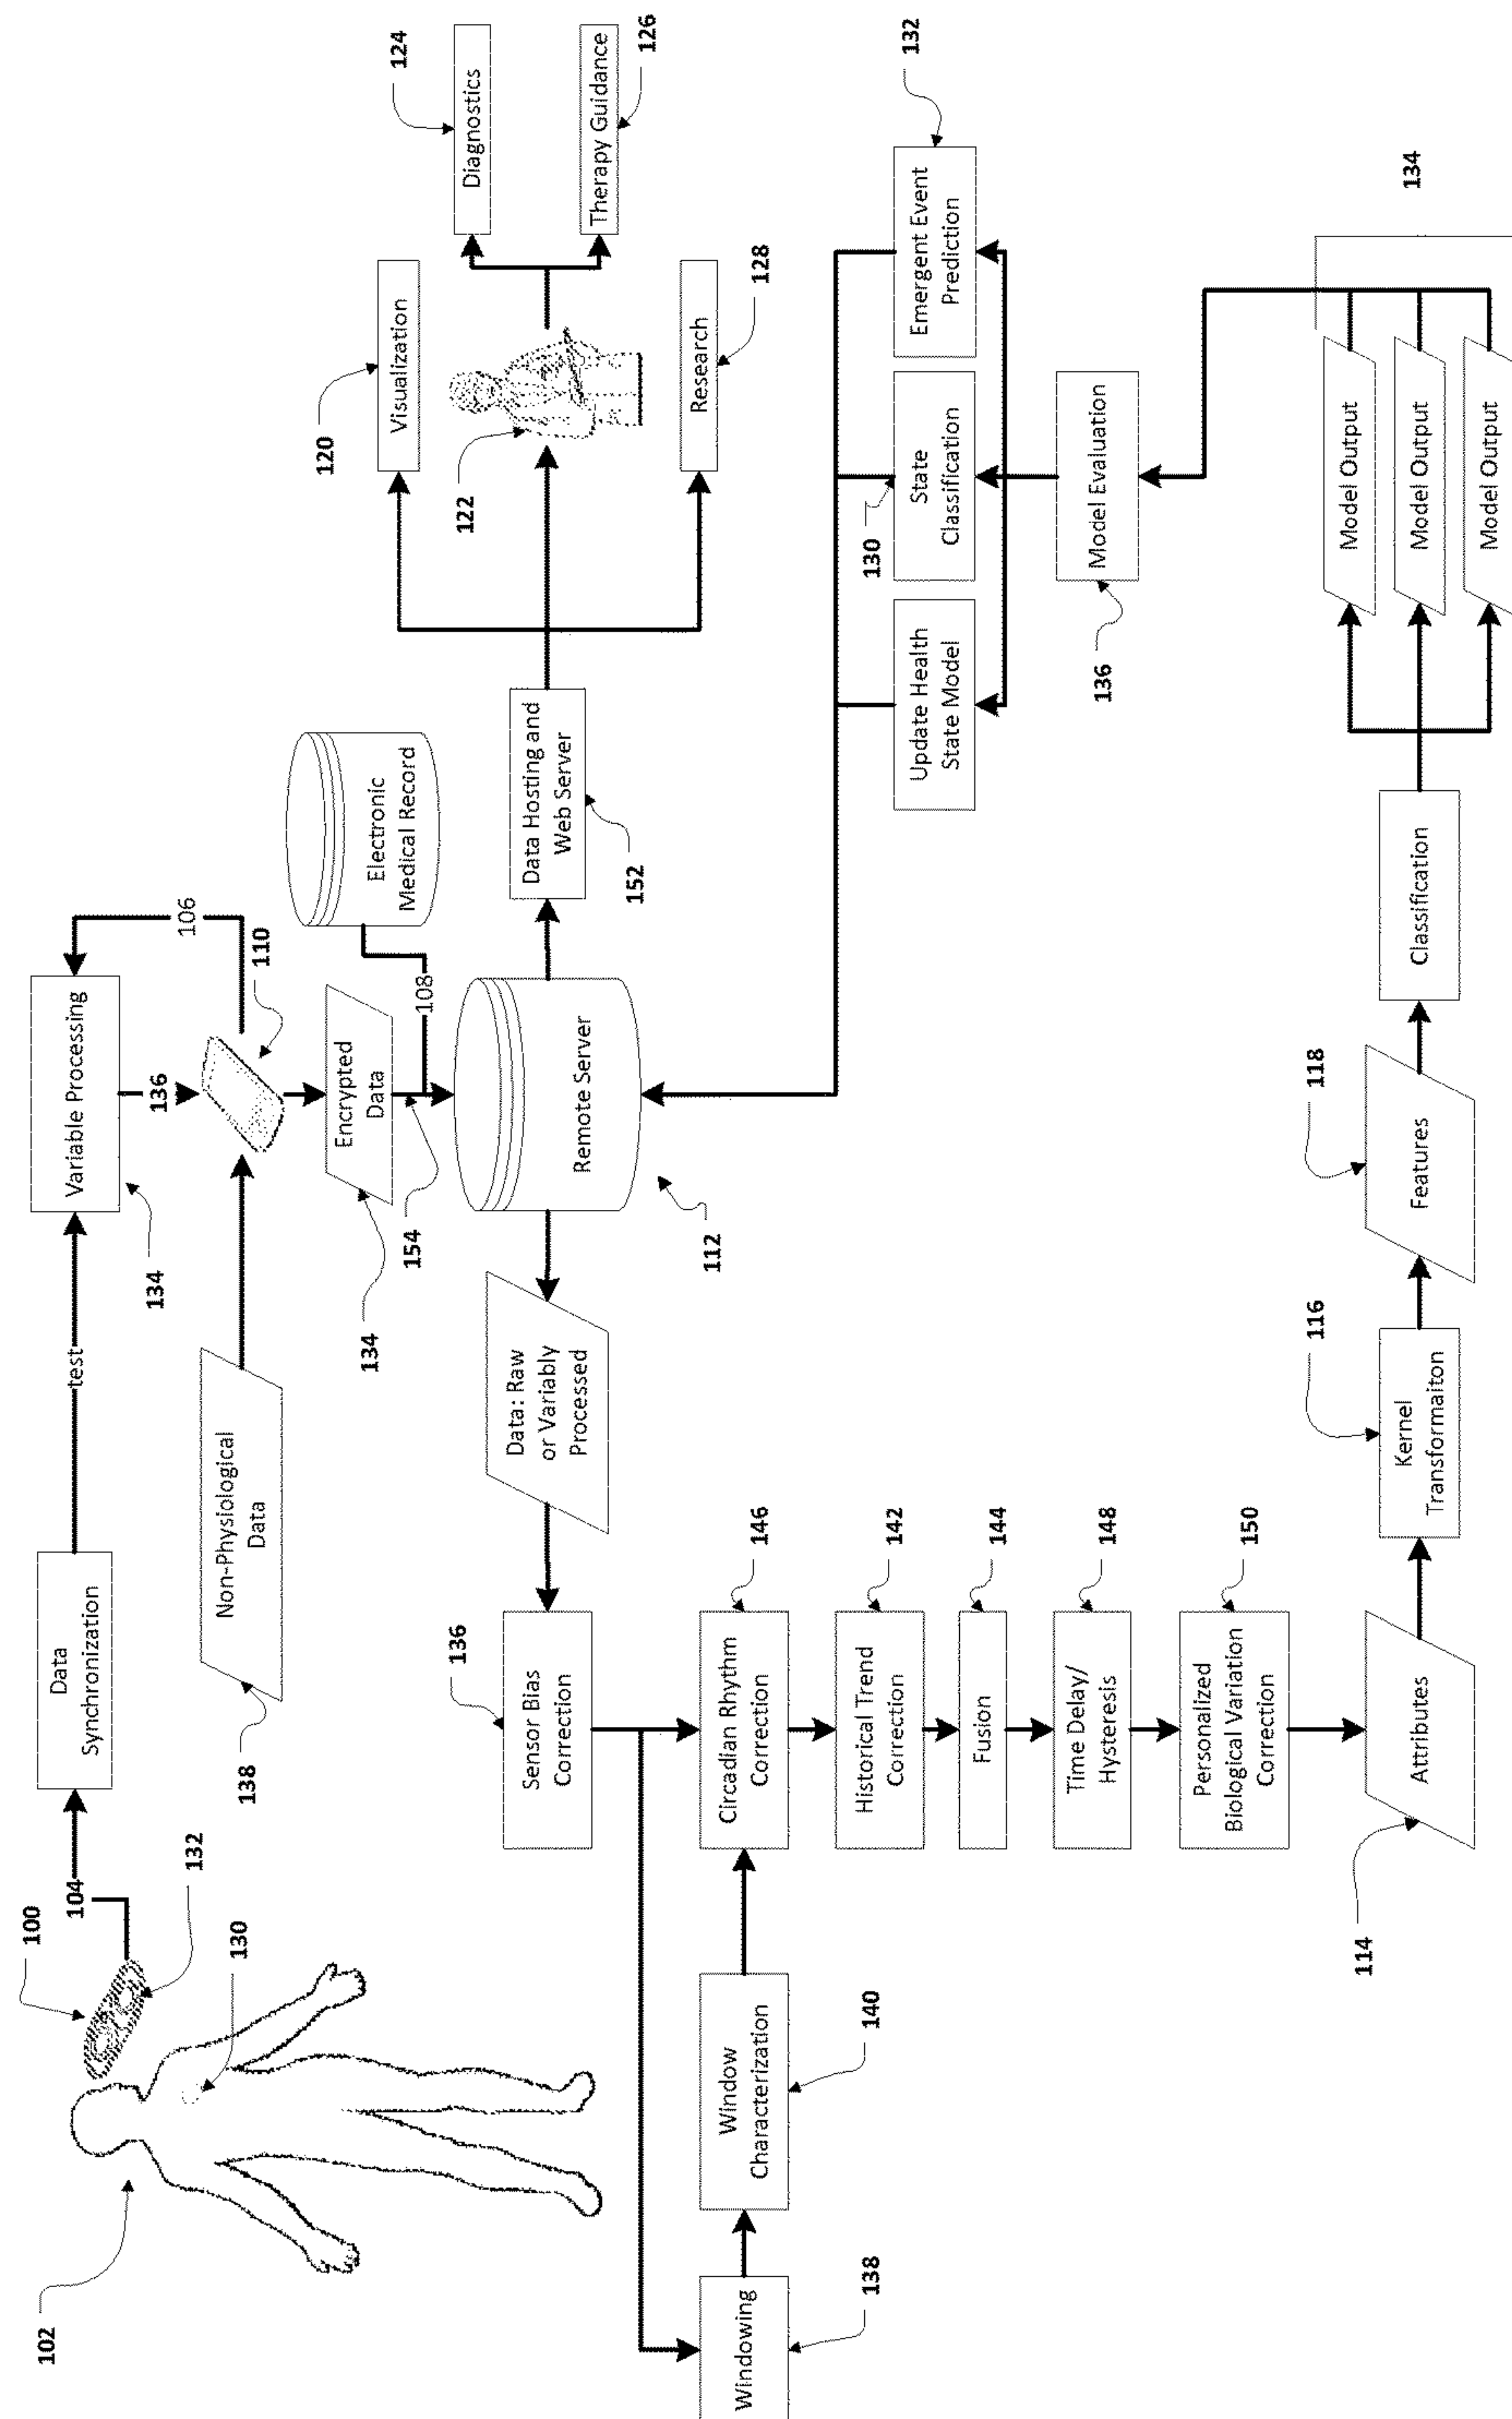 100
104
132
130
102
Data
Synchronization
test
Variable Processing
134
136
106
110
Non-Physiological
Data
138
Encrypted
Data
134
154
108
Electronic
Medical Record
Remote Server
112
Data Hosting and
Web Server
152
Visualization
120
122
Diagnostics
124
Therapy Guidance
126
Research
128
Data: Raw
or Variably
Processed
Sensor Bias
Correction
136
Windowing
138
Window
Characterization
140
Circadian Rhythm
Correction
146
Historical Trend
Correction
142
Fusion
144
Time Delay/
Hysteresis
148
Personalized
Biological Variation
Correction
150
Attributes
114
Kernel
Transformaiton
116
Features
118
Classification
Model Output
Model Output
Model Output
134
Model Evaluation
136
Update Health
State Model
State
Classification
130
Emergent Event
Prediction
132